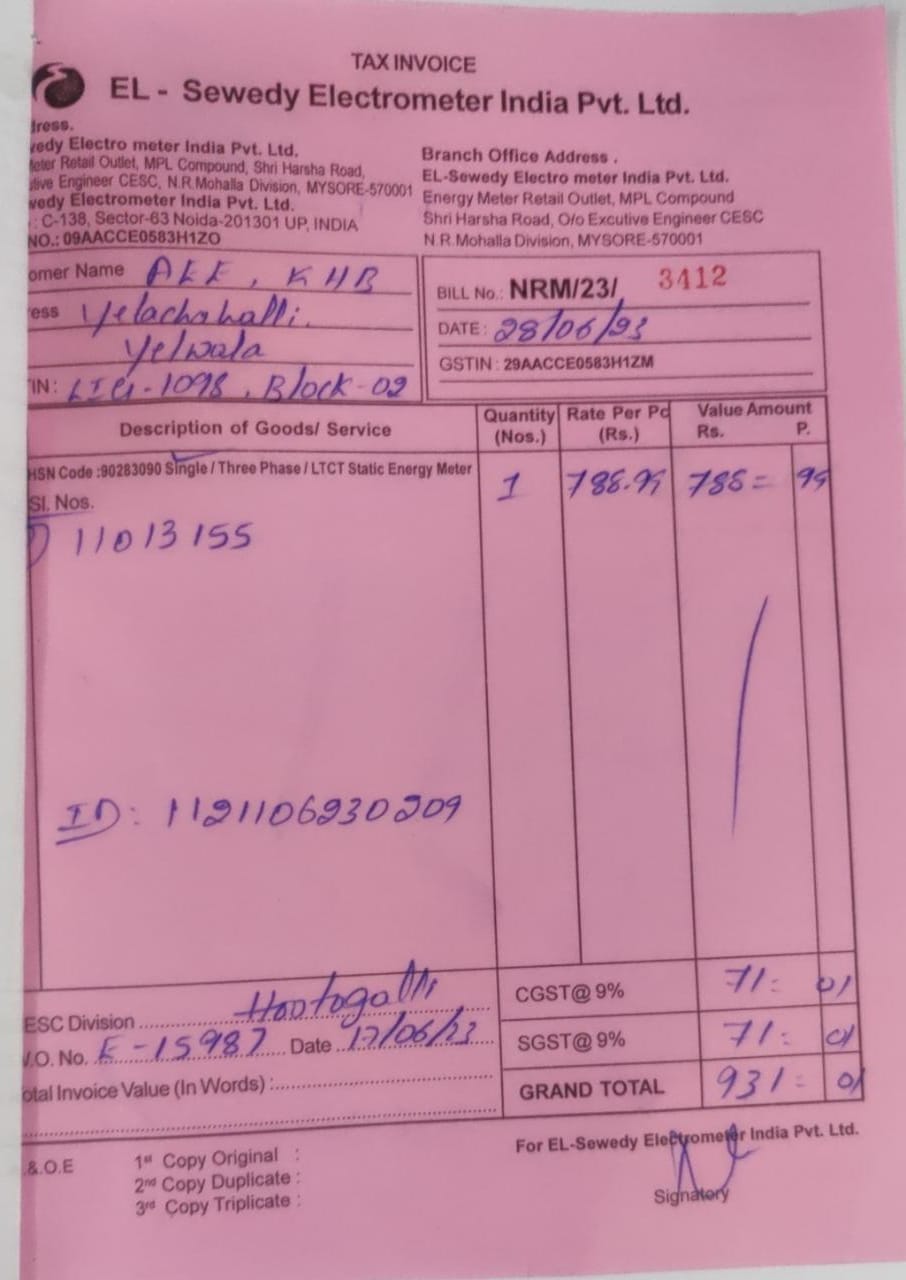 TAX INVOICE
EL - Sewedy Electrometer India Pvt. Ltd.
dress.
wedy Electro meter India Pvt. Ltd.
Meter Retail Outlet, MPL Compound, Shri Harsha Road,
tive Engineer CESC, N.R.Mohalla Division, MYSORE-570001
wedy Electrometer India Pvt. Ltd.
: C-138, Sector-63 Noida-201301 UP, INDIA
NO.: 09AACCE0583H1ZO
Branch Office Address .
EL-Sewedy Electro meter India Pvt. Ltd.
Energy Meter Retail Outlet, MPL Compound
Shri Harsha Road, O/o Excutive Engineer CESC
N.R.Mohalla Division, MYSORE-570001
omer Name AEE, KHB
ess Yelachahalli.
Yelwala
IN: LIG-1098, Block-02
BILL No.: NRM/23/ 3412
DATE: 28/06/23
GSTIN : 29AACCE0583H1ZM
Description of Goods/ Service
Quantity (Nos.)
Rate Per Pc (Rs.)
Value Amount
Rs. P.
HSN Code :90283090 Single / Three Phase / LTCT Static Energy Meter
1 788.99 788= 99
Sl. Nos.
1) 11013155
ID: 1121106230209
ESC Division Hootagalli
V.O. No. E-15987 Date 17/06/23
otal Invoice Value (In Words) :
CGST@ 9% 71= 01
SGST@ 9% 71= 01
GRAND TOTAL 931= 01
For EL-Sewedy Electrometer India Pvt. Ltd.
.&.O.E
1st Copy Original :
2nd Copy Duplicate :
3rd Copy Triplicate :
Signatory